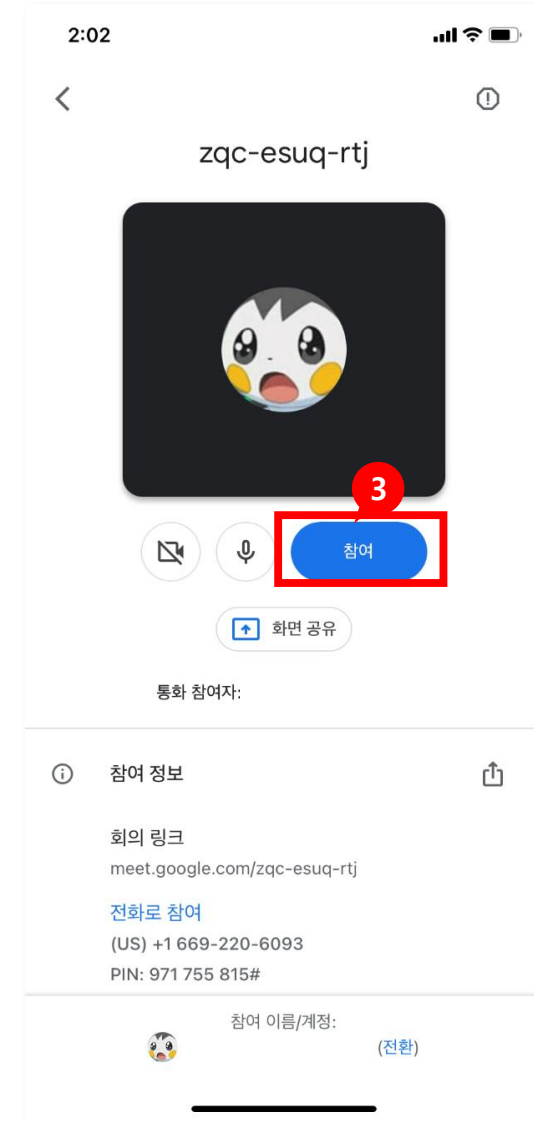 2:02
zqc-esuq-rtj
3
참여
화면 공유
통화 참여자:
참여 정보
회의 링크
meet.google.com/zqc-esuq-rtj
전화로 참여
(US) +1 669-220-6093
PIN: 971 755 815#
참여 이름/계정:
(전환)